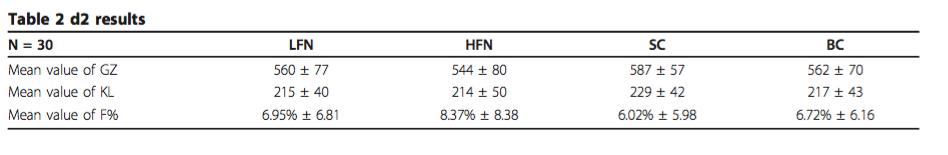 Table 2 d2 results
N = 30 LFN HFN SC BC
Mean value of GZ 560 ± 77 544 ± 80 587 ± 57 562 ± 70
Mean value of KL 215 ± 40 214 ± 50 229 ± 42 217 ± 43
Mean value of F% 6.95% ± 6.81 8.37% ± 8.38 6.02% ± 5.98 6.72% ± 6.16